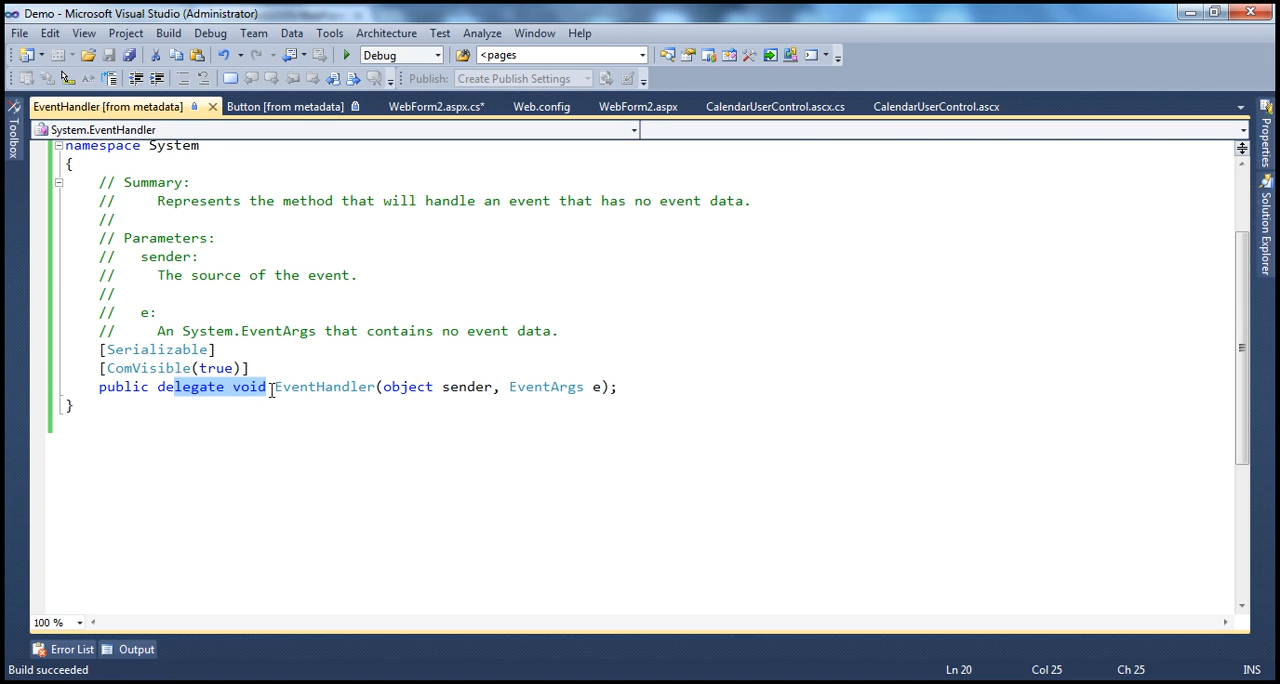 Demo - Microsoft Visual Studio (Administrator)
File Edit View Project Build Debug Team Data Tools Architecture Test Analyze Window Help
Debug <pages
Publish: Create Publish Settings
EventHandler [from metadata] Button [from metadata] WebForm2.aspx.cs* Web.config WebForm2.aspx CalendarUserControl.ascx.cs CalendarUserControl.ascx
System.EventHandler
Toolbox
Properties
Solution Explorer
namespace System
{
// Summary:
//     Represents the method that will handle an event that has no event data.
//
// Parameters:
//   sender:
//     The source of the event.
//
//   e:
//     An System.EventArgs that contains no event data.
[Serializable]
[ComVisible(true)]
public delegate void EventHandler(object sender, EventArgs e);
}
100 %
Error List Output
Build succeeded Ln 20 Col 25 Ch 25 INS